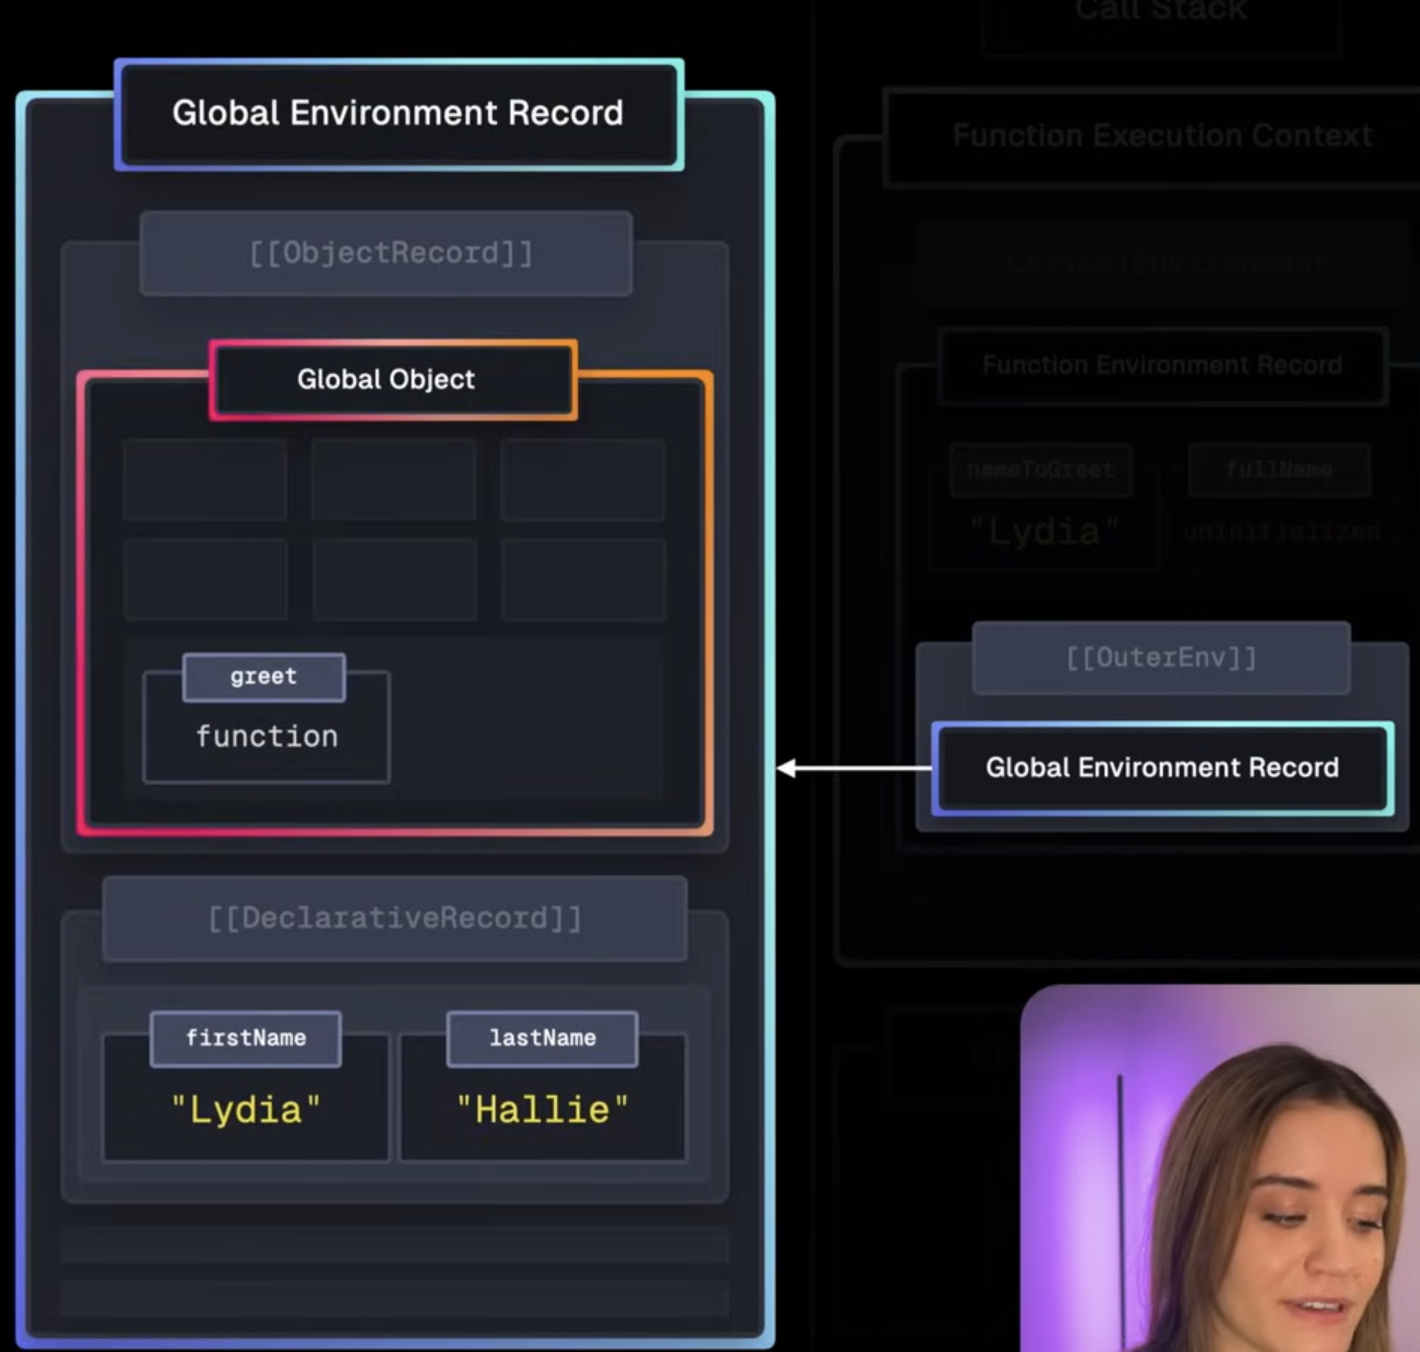 Global Environment Record
[[ObjectRecord]]
Global Object
greet
function
[[DeclarativeRecord]]
firstName
lastName
"Lydia"
"Hallie"
Call Stack
Function Execution Context
LexicalEnvironment
Function Environment Record
nameToGreet
fullName
"Lydia"
uninitialized
[[OuterEnv]]
Global Environment Record